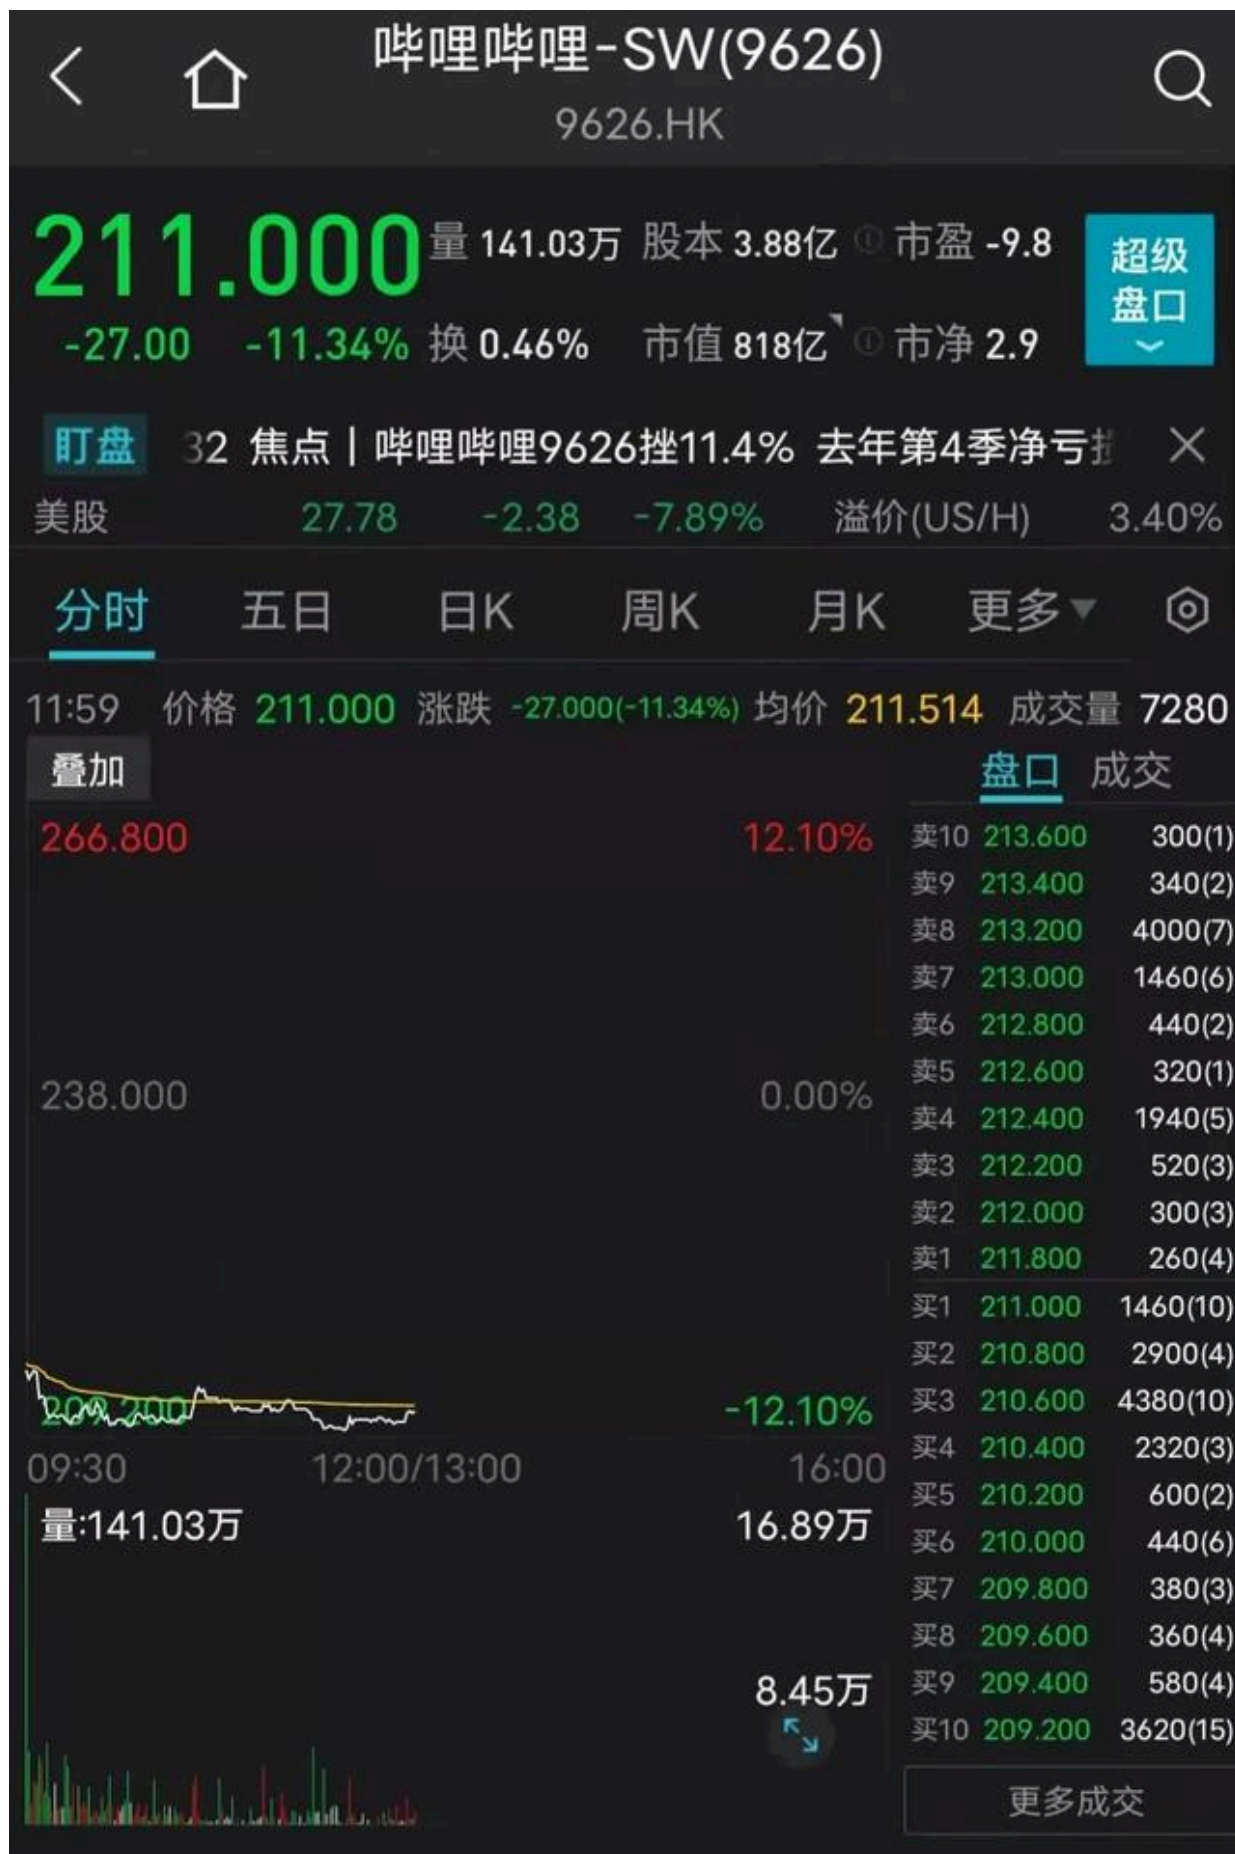 哔哩哔哩-SW(9626)
9626.HK
211.000
-27.00 -11.34%
量 141.03万 股本 3.88亿 市盈 -9.8
换 0.46% 市值 818亿 市净 2.9
超级
盘口
盯盘 32 焦点 | 哔哩哔哩9626挫11.4% 去年第4季净亏
美股 27.78 -2.38 -7.89% 溢价(US/H) 3.40%
分时 五日 日K 周K 月K 更多
11:59 价格 211.000 涨跌 -27.000(-11.34%) 均价 211.514 成交量 7280
叠加
266.800 12.10%
238.000 0.00%
209.200 -12.10%
09:30 12:00/13:00 16:00
量:141.03万 16.89万
8.45万
盘口 成交
卖10 213.600 300(1)
卖9 213.400 340(2)
卖8 213.200 4000(7)
卖7 213.000 1460(6)
卖6 212.800 440(2)
卖5 212.600 320(1)
卖4 212.400 1940(5)
卖3 212.200 520(3)
卖2 212.000 300(3)
卖1 211.800 260(4)
买1 211.000 1460(10)
买2 210.800 2900(4)
买3 210.600 4380(10)
买4 210.400 2320(3)
买5 210.200 600(2)
买6 210.000 440(6)
买7 209.800 380(3)
买8 209.600 360(4)
买9 209.400 580(4)
买10 209.200 3620(15)
更多成交